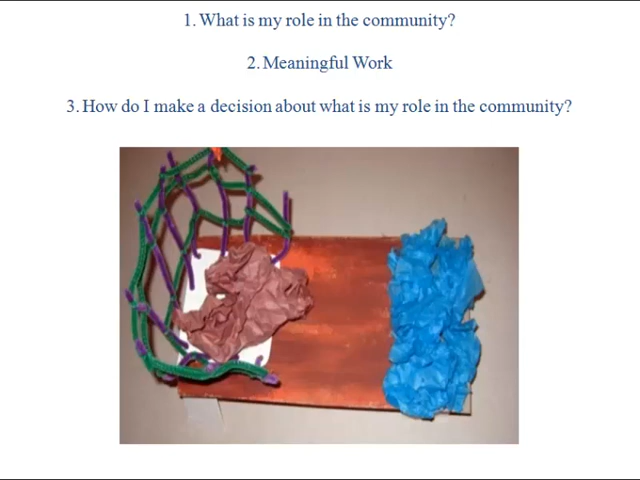 1. What is my role in the community?
2. Meaningful Work
3. How do I make a decision about what is my role in the community?